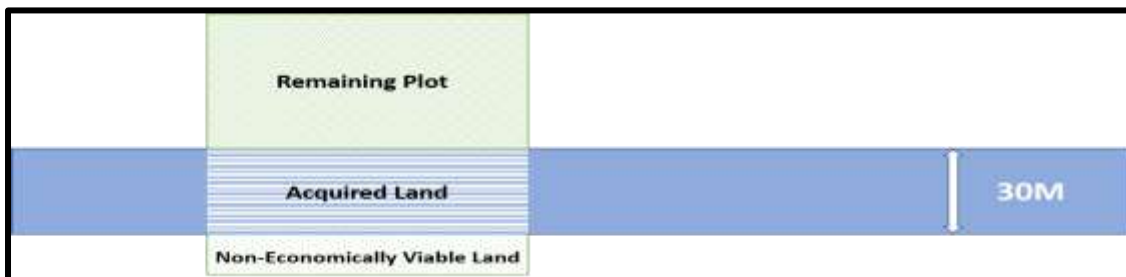 Remaining Plot
Acquired Land
30M
Non-Economically Viable Land